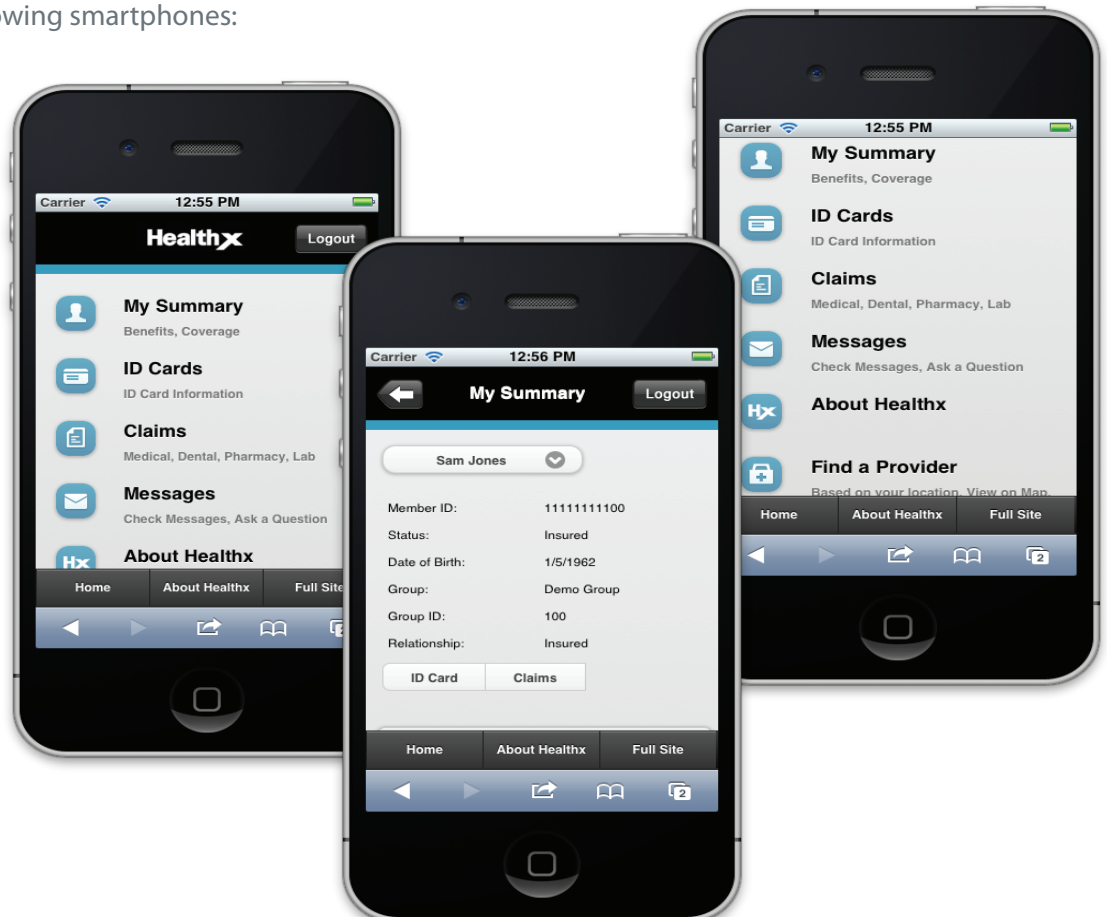 owing smartphones:
Carrier 12:55 PM
Healthx Logout
My Summary
Benefits, Coverage
ID Cards
ID Card Information
Claims
Medical, Dental, Pharmacy, Lab
Messages
Check Messages, Ask a Question
Hx About Healthx
Home About Healthx Full Site
Carrier 12:56 PM
My Summary Logout
Sam Jones
Member ID: 11111111100
Status: Insured
Date of Birth: 1/5/1962
Group: Demo Group
Group ID: 100
Relationship: Insured
ID Card Claims
Home About Healthx Full Site
2
Carrier 12:55 PM
My Summary
Benefits, Coverage
ID Cards
ID Card Information
Claims
Medical, Dental, Pharmacy, Lab
Messages
Check Messages, Ask a Question
Hx About Healthx
Find a Provider
Based on your location, View on Map.
Home About Healthx Full Site
2